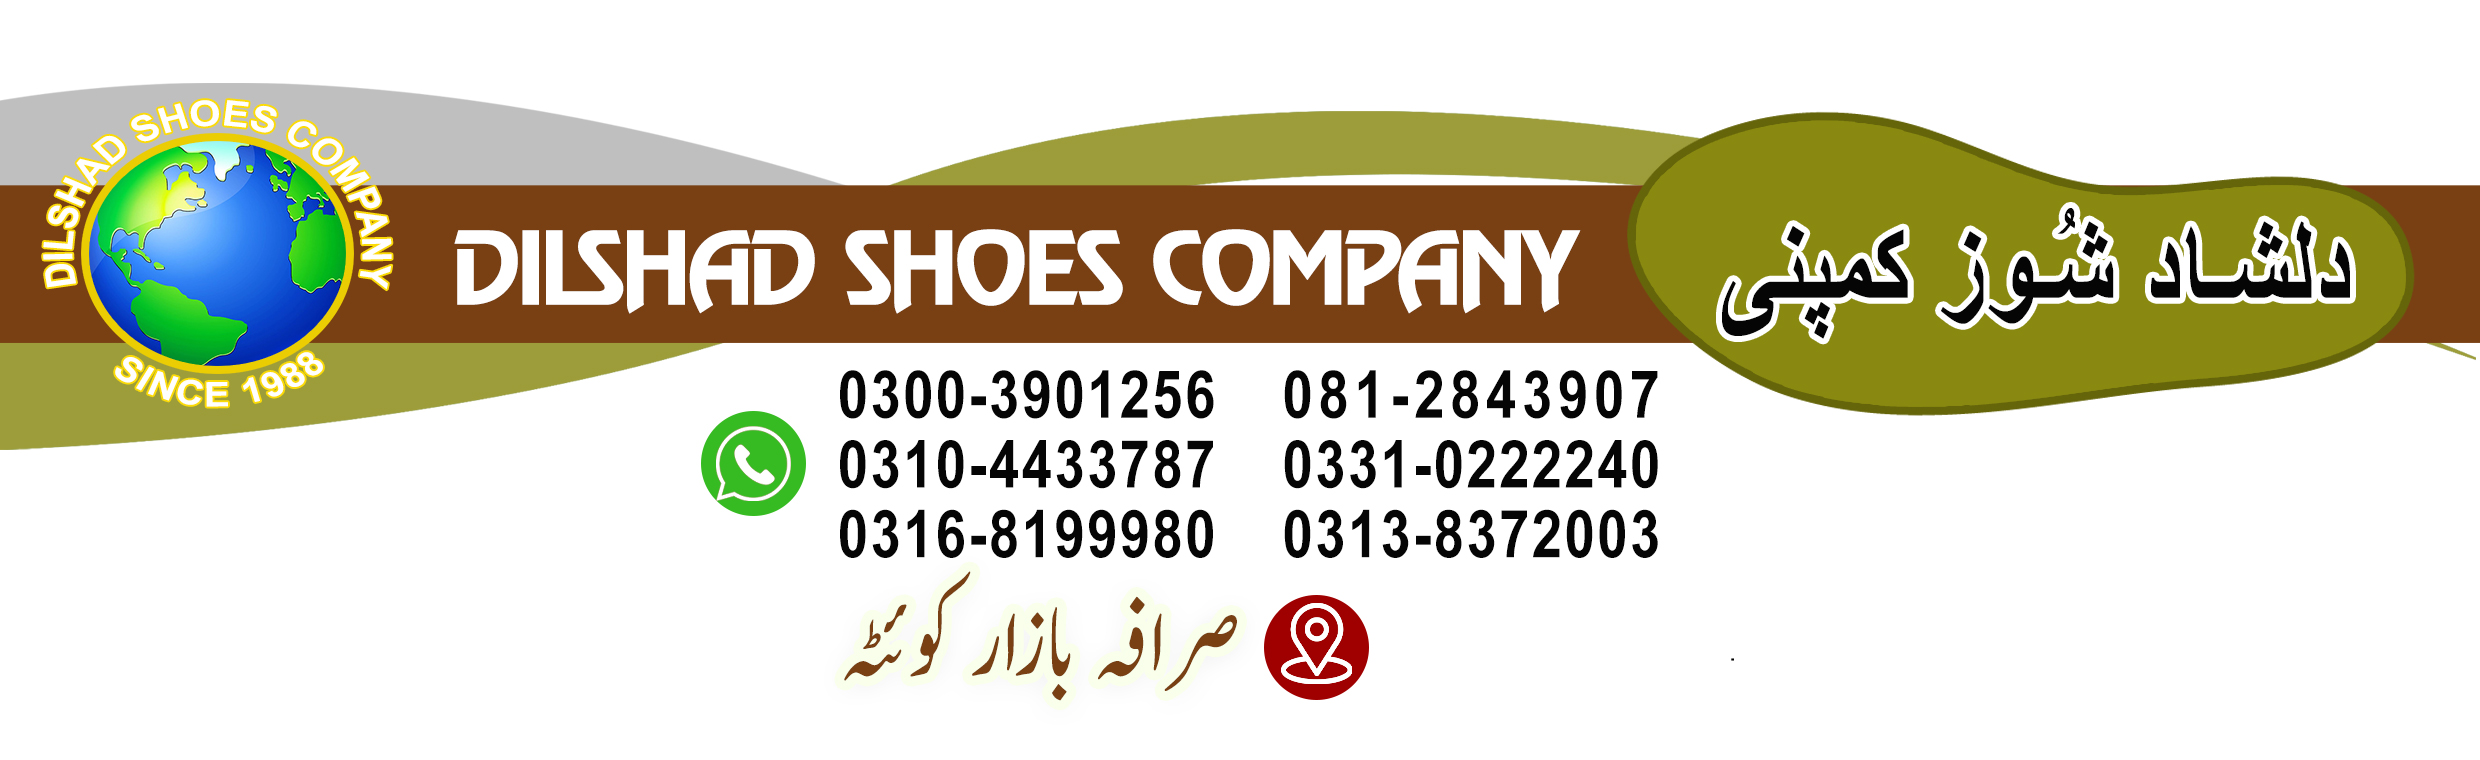 DILSHAD SHOES COMPANY
SINCE 1988
DILSHAD SHOES COMPANY
دلشاد شُوز کمپنی
0300-3901256 081-2843907
0310-4433787 0331-0222240
0316-8199980 0313-8372003
صرافہ بازار کوئٹہ